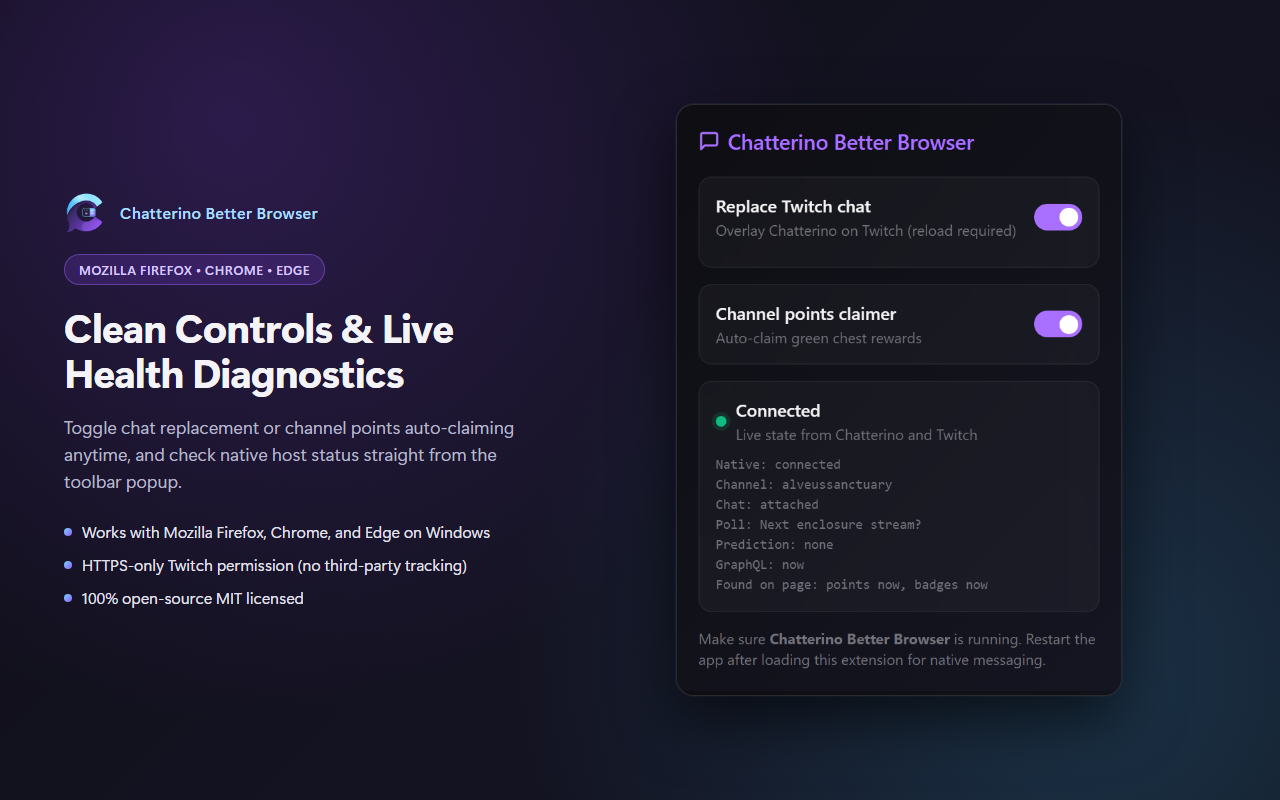 Chatterino Better Browser
MOZILLA FIREFOX • CHROME • EDGE
Clean Controls & Live
Health Diagnostics
Toggle chat replacement or channel points auto-claiming
anytime, and check native host status straight from the
toolbar popup.
Works with Mozilla Firefox, Chrome, and Edge on Windows
HTTPS-only Twitch permission (no third-party tracking)
100% open-source MIT licensed
Chatterino Better Browser
Replace Twitch chat
Overlay Chatterino on Twitch (reload required)
Channel points claimer
Auto-claim green chest rewards
Connected
Live state from Chatterino and Twitch
Native: connected
Channel: alveussanctuary
Chat: attached
Poll: Next enclosure stream?
Prediction: none
GraphQL: now
Found on page: points now, badges now
Make sure Chatterino Better Browser is running. Restart the
app after loading this extension for native messaging.